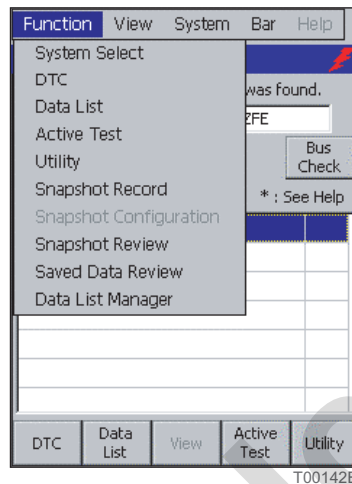 Function View System Bar Help
System Select
DTC
was found.
Data List
ZFE
Active Test
Bus
Check
Utility
Snapshot Record
* : See Help
Snapshot Configuration
Snapshot Review
Saved Data Review
Data List Manager
DTC
Data
List
View
Active
Test
Utility
T00142E